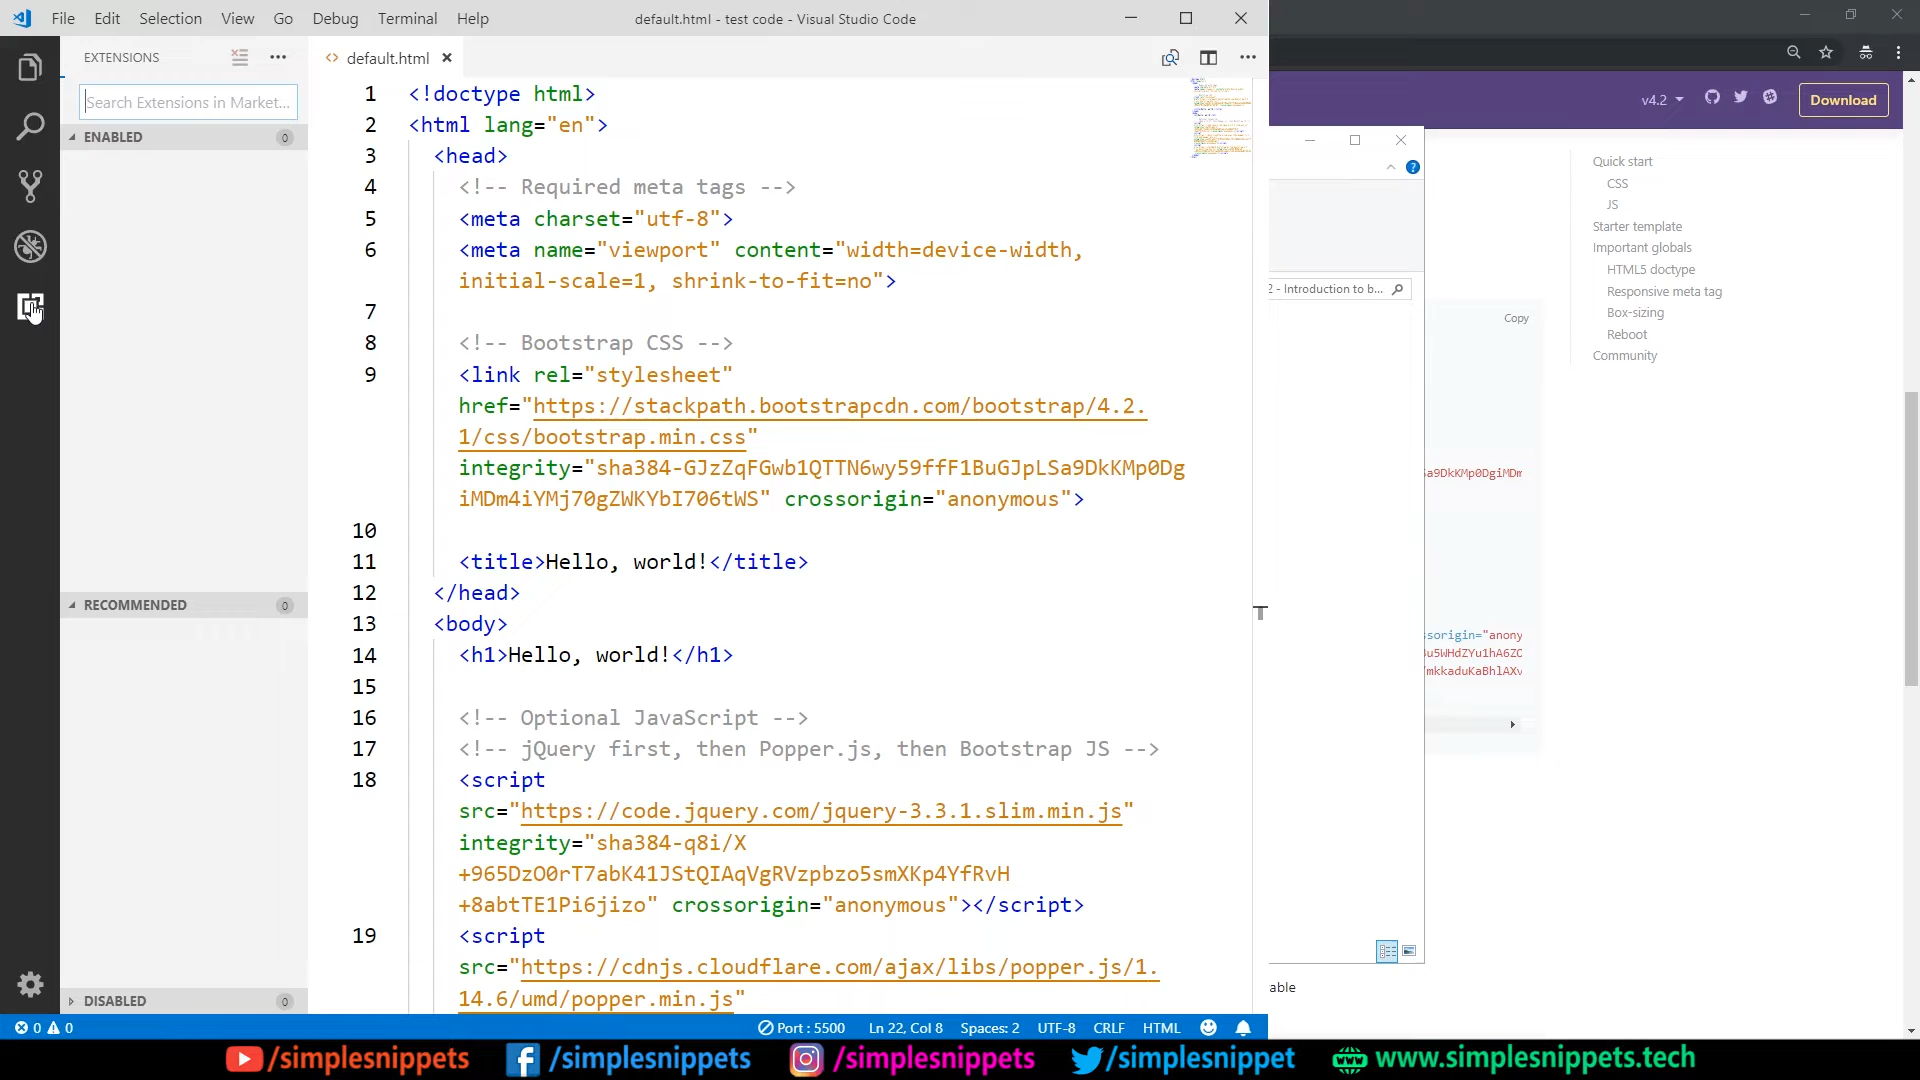 File Edit Selection View Go Debug Terminal Help
default.html - test code - Visual Studio Code
EXTENSIONS
Search Extensions in Market...
ENABLED 0
RECOMMENDED 0
DISABLED 0
default.html
1 <!doctype html>
2 <html lang="en">
3 <head>
4 <!-- Required meta tags -->
5 <meta charset="utf-8">
6 <meta name="viewport" content="width=device-width,
initial-scale=1, shrink-to-fit=no">
7
8 <!-- Bootstrap CSS -->
9 <link rel="stylesheet"
href="https://stackpath.bootstrapcdn.com/bootstrap/4.2.
1/css/bootstrap.min.css"
integrity="sha384-GJzZqFGwb1QTTN6wy59ffF1BuGJpLSa9DkKMp0Dg
iMDm4iYMj70gZWKYbI706tWS" crossorigin="anonymous">
10
11 <title>Hello, world!</title>
12 </head>
13 <body>
14 <h1>Hello, world!</h1>
15
16 <!-- Optional JavaScript -->
17 <!-- jQuery first, then Popper.js, then Bootstrap JS -->
18 <script
src="https://code.jquery.com/jquery-3.3.1.slim.min.js"
integrity="sha384-q8i/X
+965DzO0rT7abK41JStQIAqVgRVzpbzo5smXKp4YfRvH
+8abtTE1Pi6jizo" crossorigin="anonymous"></script>
19 <script
src="https://cdnjs.cloudflare.com/ajax/libs/popper.js/1.
14.6/umd/popper.min.js"
0 0
Port : 5500 Ln 22, Col 8 Spaces: 2 UTF-8 CRLF HTML
v4.2
Download
2 - Introduction to b...
Copy
Quick start
CSS
JS
Starter template
Important globals
HTML5 doctype
Responsive meta tag
Box-sizing
Reboot
Community
a9DkKMp0DgiMDm
ssorigin="anony
u5WHdZYu1hA6ZO
mkkaduKaBhlAXv
able
/simplesnippets /simplesnippets /simplesnippets /simplesnippet www.simplesnippets.tech